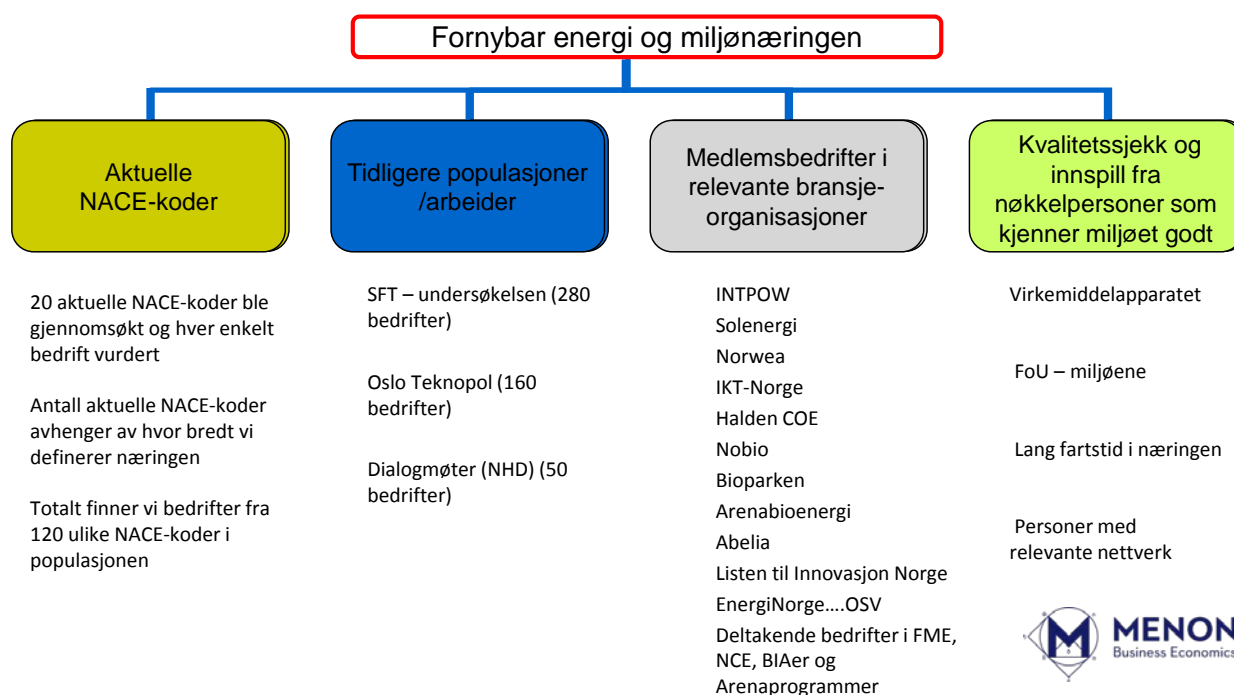 Fornybar energi og miljønæringen
Aktuelle
NACE-koder
20 aktuelle NACE-koder ble
gjennomsøkt og hver enkelt
bedrift vurdert
Antall aktuelle NACE-koder
avhenger av hvor bredt vi
definerer næringen
Totalt finner vi bedrifter fra
120 ulike NACE-koder i
populasjonen
Tidligere populasjoner
/arbeider
SFT – undersøkelsen (280
bedrifter)
Oslo Teknopol (160
bedrifter)
Dialogmøter (NHD) (50
bedrifter)
Medlemsbedrifter i
relevante bransje-
organisasjoner
INTPOW
Solenergi
Norwea
IKT-Norge
Halden COE
Nobio
Bioparken
Arenabioenergi
Abelia
Listen til Innovasjon Norge
EnergiNorge....OSV
Deltakende bedrifter i FME,
NCE, BIAer og
Arenaprogrammer
Kvalitetssjekk og
innspill fra
nøkkelpersoner som
kjenner miljøet godt
Virkemiddelapparatet
FoU – miljøene
Lang fartstid i næringen
Personer med
relevante nettverk
MENON
Business Economics